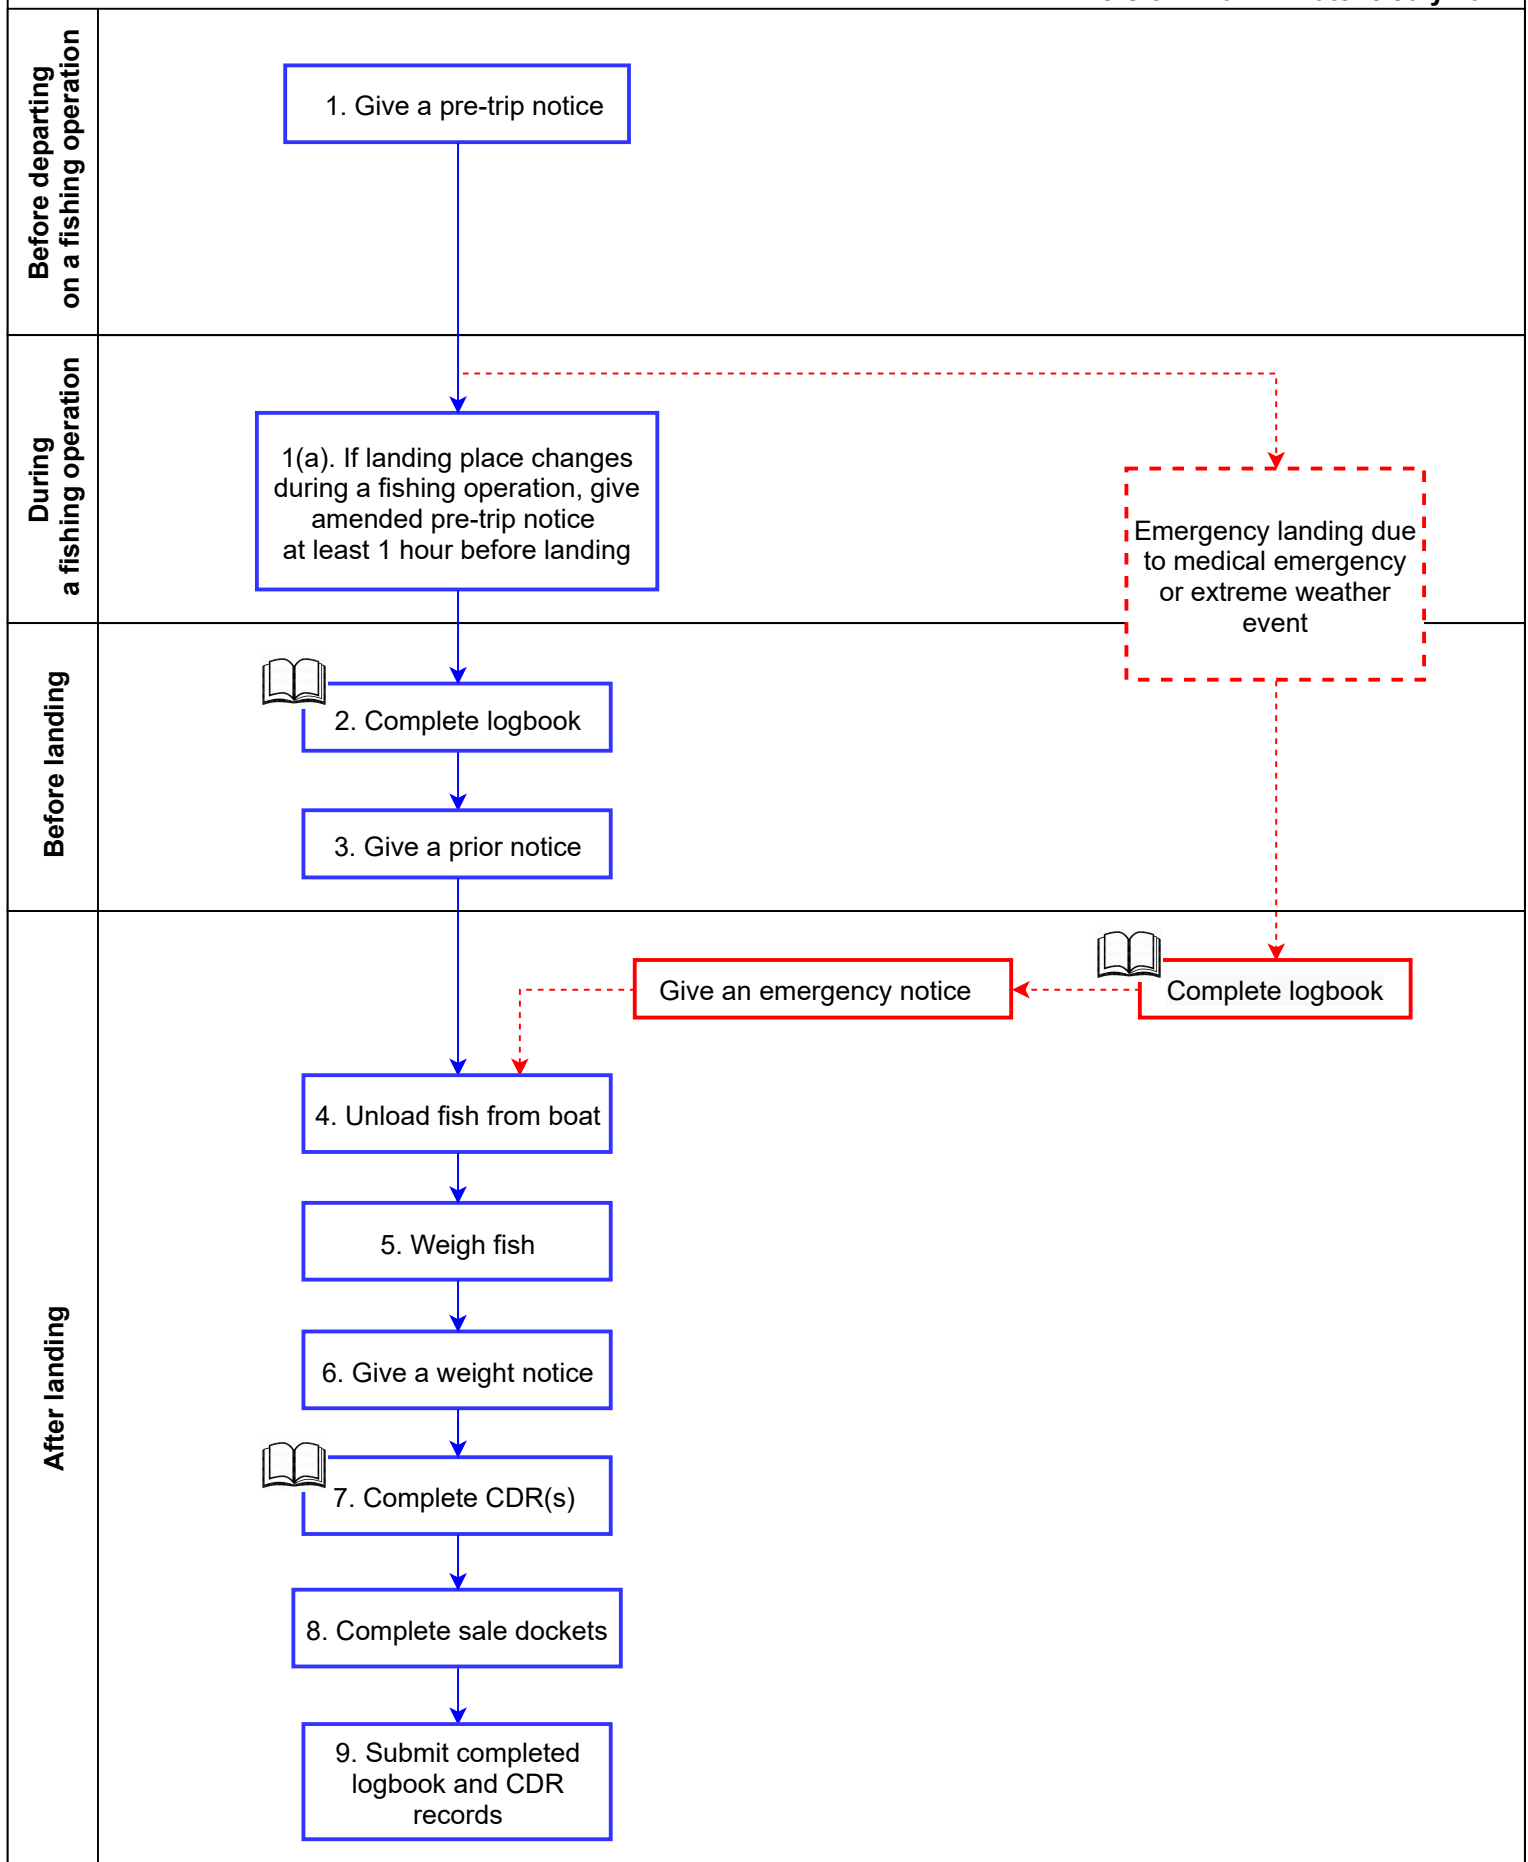 Before departing
on a fishing operation
1. Give a pre-trip notice
During
a fishing operation
1(a). If landing place changes
during a fishing operation, give
amended pre-trip notice
at least 1 hour before landing
Emergency landing due
to medical emergency
or extreme weather
event
Before landing
2. Complete logbook
3. Give a prior notice
After landing
Give an emergency notice
Complete logbook
4. Unload fish from boat
5. Weigh fish
6. Give a weight notice
7. Complete CDR(s)
8. Complete sale dockets
9. Submit completed
logbook and CDR
records